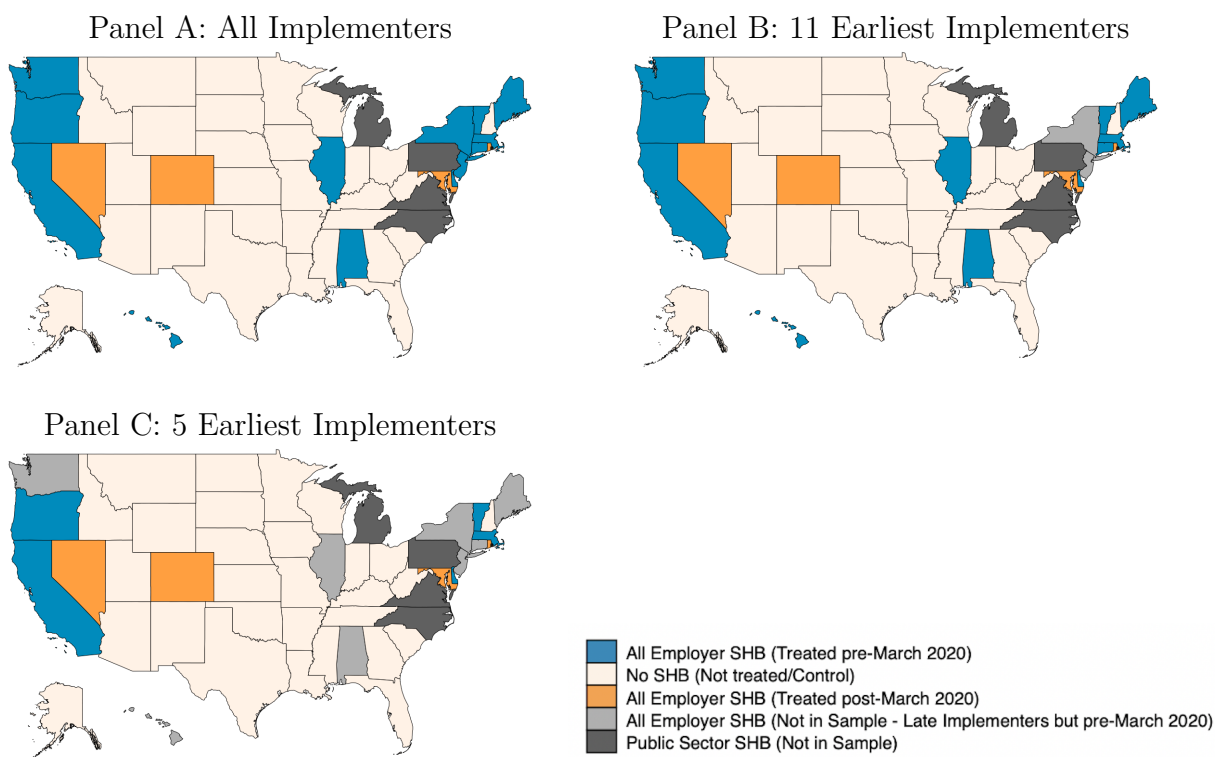 Panel A: All Implementers
Panel B: 11 Earliest Implementers
Panel C: 5 Earliest Implementers
All Employer SHB (Treated pre-March 2020)
No SHB (Not treated/Control)
All Employer SHB (Treated post-March 2020)
All Employer SHB (Not in Sample - Late Implementers but pre-March 2020)
Public Sector SHB (Not in Sample)